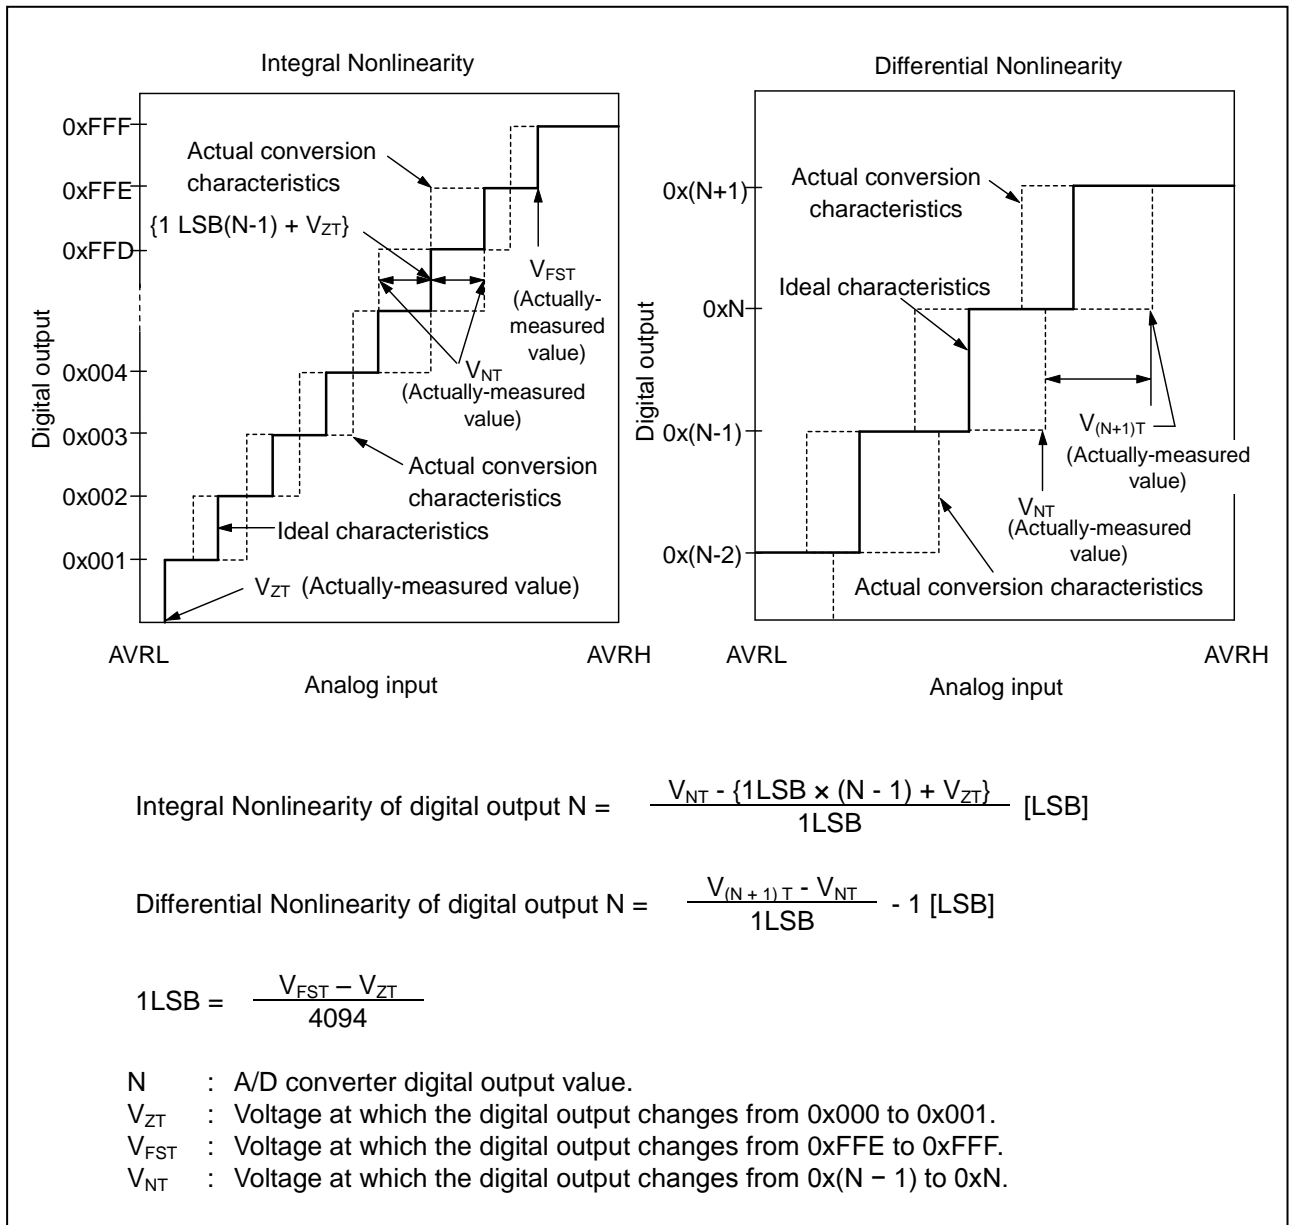 Integral Nonlinearity
0xFFF
Actual conversion
characteristics
0xFFE
{1 LSB(N-1) + VZT}
0xFFD
VFST
(Actually-
measured
value)
VNT
(Actually-measured
value)
0x004
0x003
Actual conversion
characteristics
0x002
Ideal characteristics
0x001
VZT (Actually-measured value)
Digital output
AVRL
AVRH
Analog input
Differential Nonlinearity
Actual conversion
characteristics
0x(N+1)
Ideal characteristics
0xN
0x(N-1)
V(N+1)T
(Actually-measured
value)
VNT
(Actually-measured
value)
0x(N-2)
Actual conversion characteristics
Digital output
AVRL
AVRH
Analog input
Integral Nonlinearity of digital output N =
VNT - {1LSB × (N - 1) + VZT}
1LSB
[LSB]
Differential Nonlinearity of digital output N =
V(N + 1) T - VNT
1LSB
- 1 [LSB]
1LSB =
VFST – VZT
4094
N : A/D converter digital output value.
VZT : Voltage at which the digital output changes from 0x000 to 0x001.
VFST : Voltage at which the digital output changes from 0xFFE to 0xFFF.
VNT : Voltage at which the digital output changes from 0x(N − 1) to 0xN.